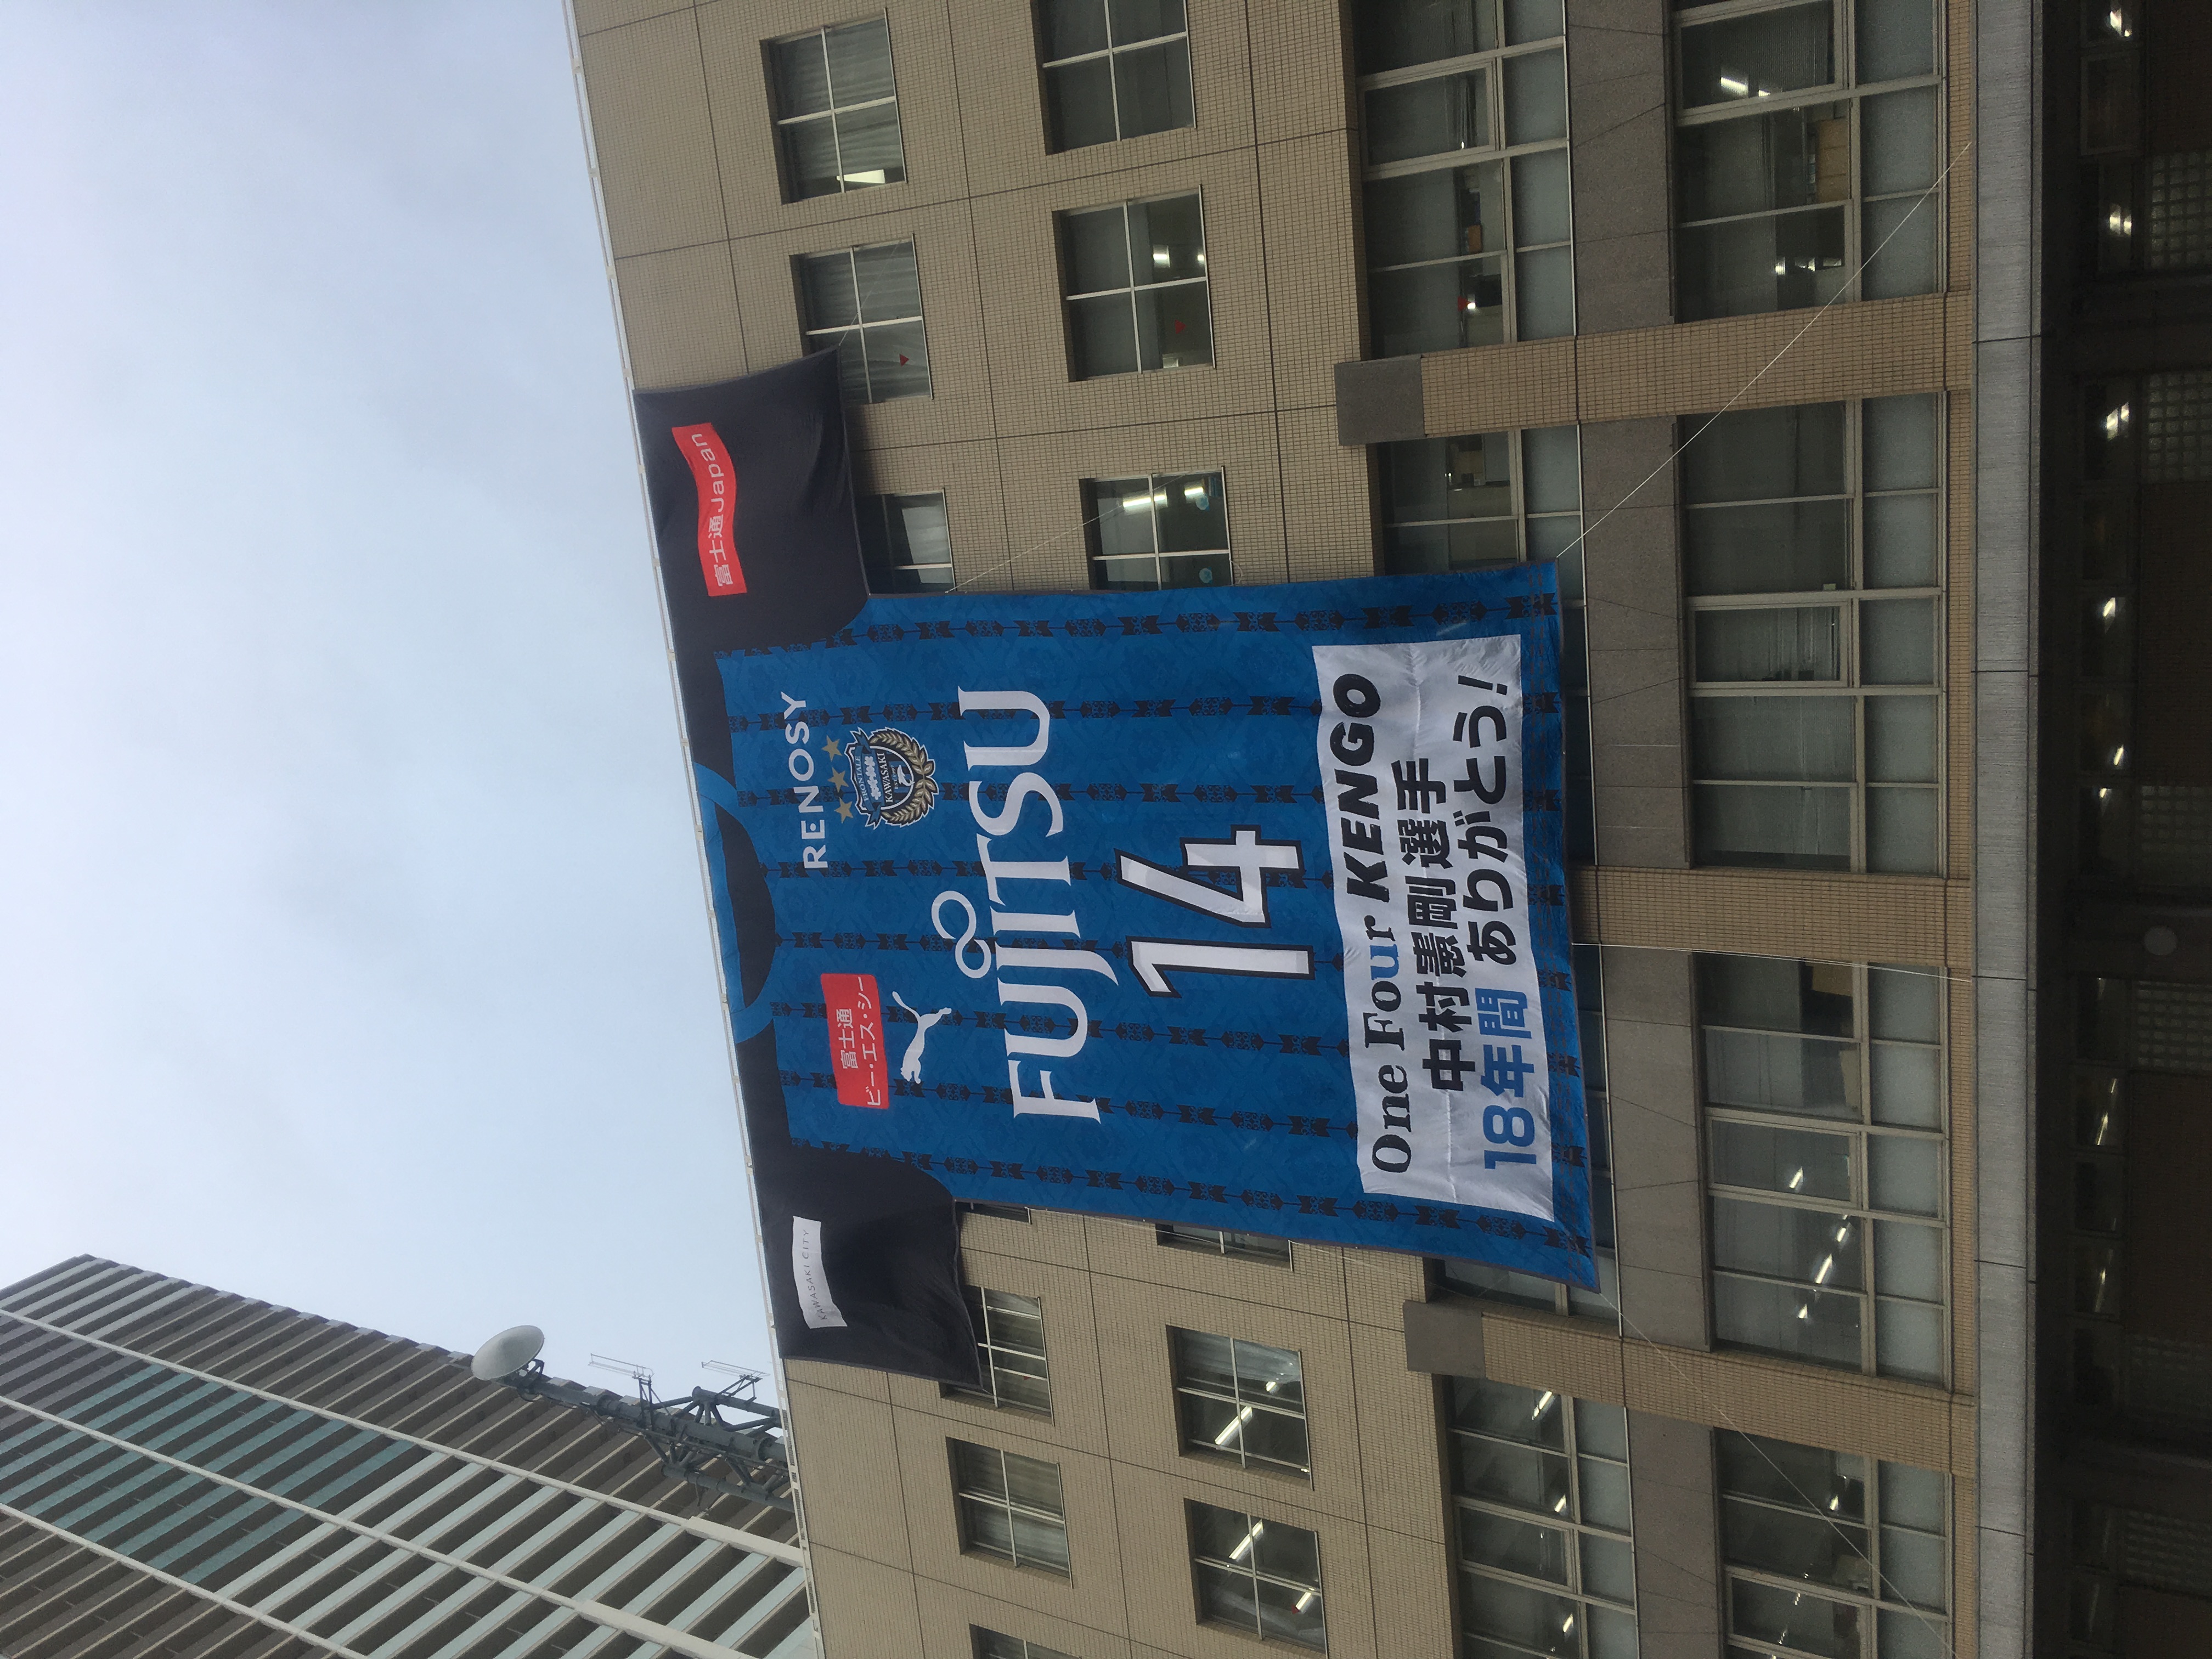 RENOSY
富士通
ビー・エス・シー
FRONTALE
KAWASAKI
KAWASAKI CITY
富士通Japan
FUJITSU
14
One Four KENGO
中村憲剛選手
18年間 ありがとう!